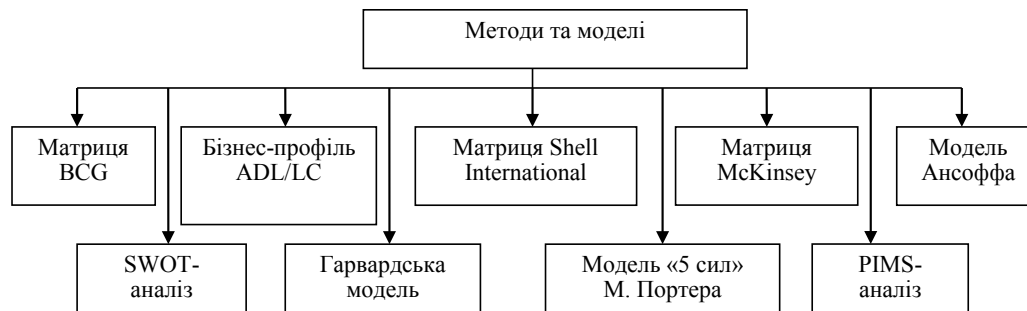 Методи та моделі
Матриця
BCG
Бізнес-профіль
ADL/LC
Матриця Shell
International
Матриця
McKinsey
Модель
Ансоффа
SWOT-
аналіз
Гарвардська
модель
Модель «5 сил»
М. Портера
PIMS-
аналіз